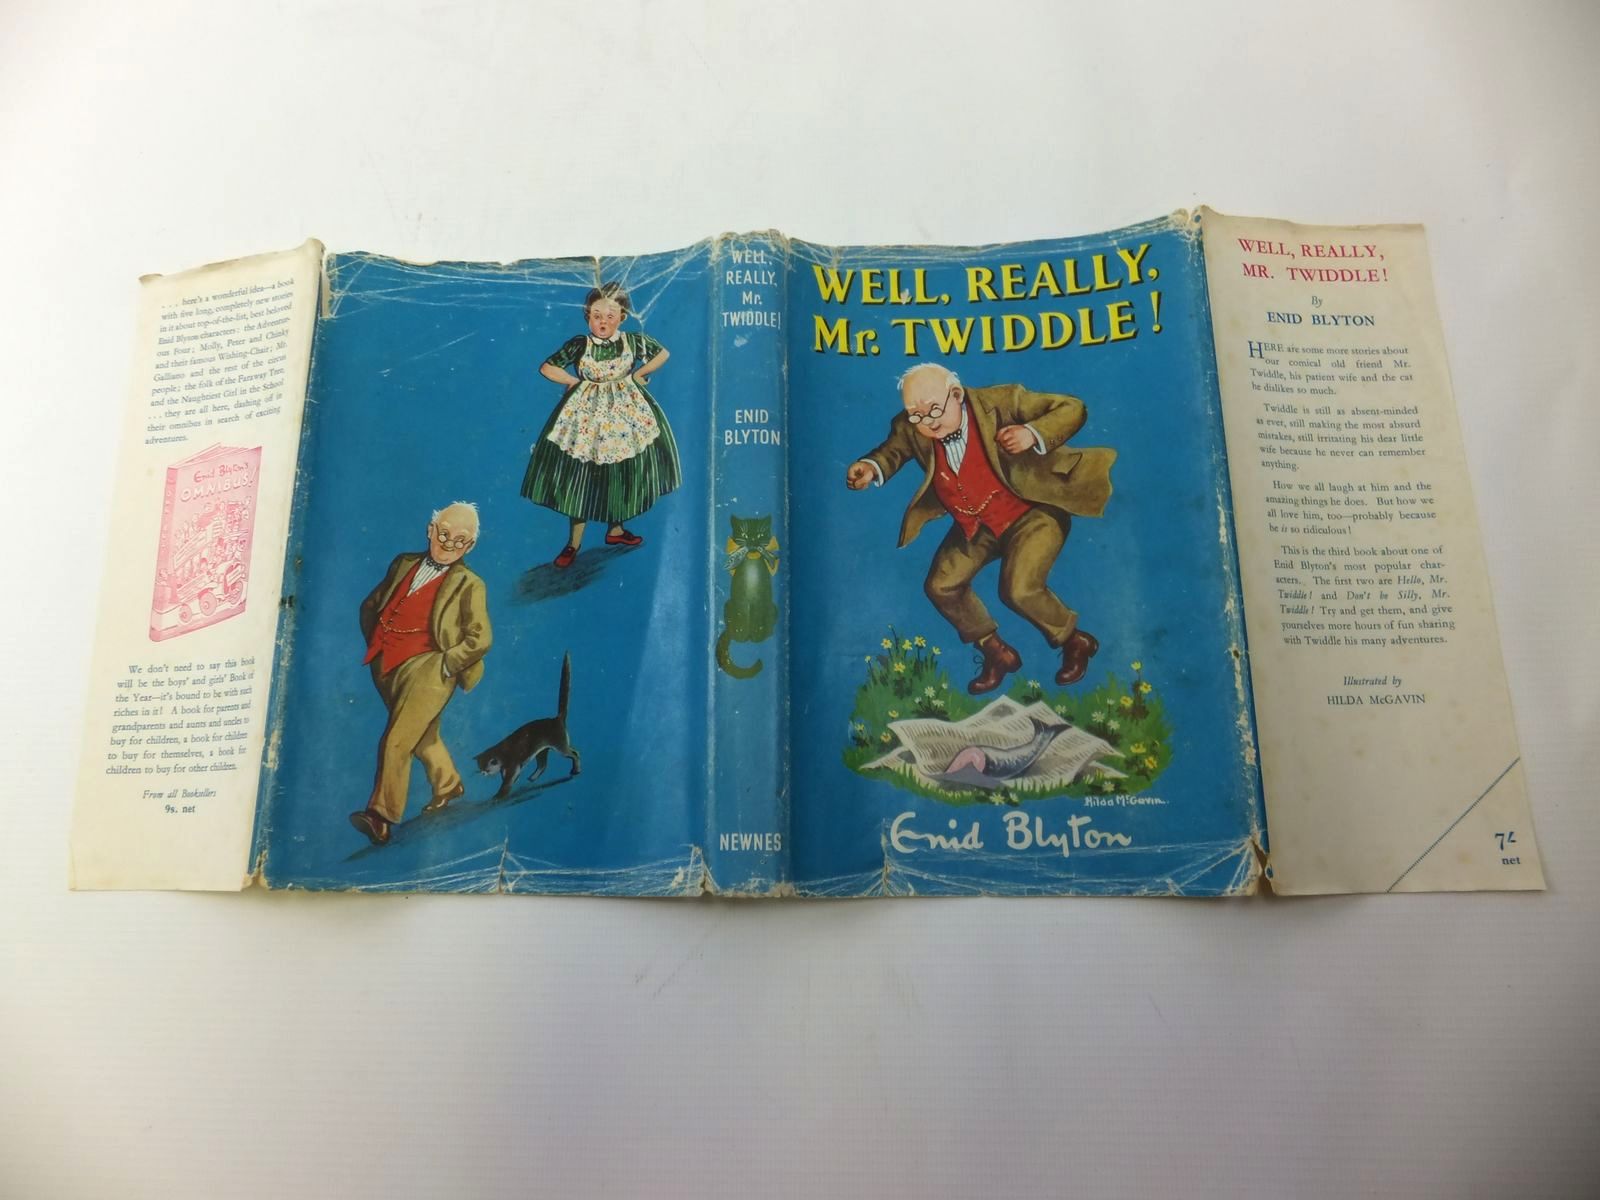 . . . here's a wonderful idea—a book
with five long, completely new stories
in it about top-of-the-list, best beloved
Enid Blyton characters: the Adventur-
ous Four; Molly, Peter and Chinky
and their famous Wishing-Chair; Mr.
Galliano and the rest of the circus
people; the folk of the Faraway Tree,
and the Naughtiest Girl in the School
. . . they are all here, dashing off in
their omnibus in search of exciting
adventures.
Enid Blyton's
OMNIBUS!
We don't need to say this book
will be the boys' and girls' Book of
the Year—it's bound to be with such
riches in it! A book for parents and
grandparents and aunts and uncles to
buy for children, a book for children
to buy for themselves, a book for
children to buy for other children.
From all Booksellers
9s. net
WELL,
REALLY,
Mr.
TWIDDLE!
ENID
BLYTON
NEWNES
WELL, REALLY,
Mr. TWIDDLE!
Hilda McGavin.
Enid Blyton
WELL, REALLY,
MR. TWIDDLE!
By
ENID BLYTON
HERE are some more stories about
our comical old friend Mr.
Twiddle, his patient wife and the cat
he dislikes so much.
Twiddle is still as absent-minded
as ever, still making the most absurd
mistakes, still irritating his dear little
wife because he never can remember
anything.
How we all laugh at him and the
amazing things he does. But how we
all love him, too—probably because
he is so ridiculous!
This is the third book about one of
Enid Blyton's most popular char-
acters. The first two are Hello, Mr.
Twiddle! and Don't be Silly, Mr.
Twiddle! Try and get them, and give
yourselves more hours of fun sharing
with Twiddle his many adventures.
Illustrated by
HILDA McGAVIN
7/-
net